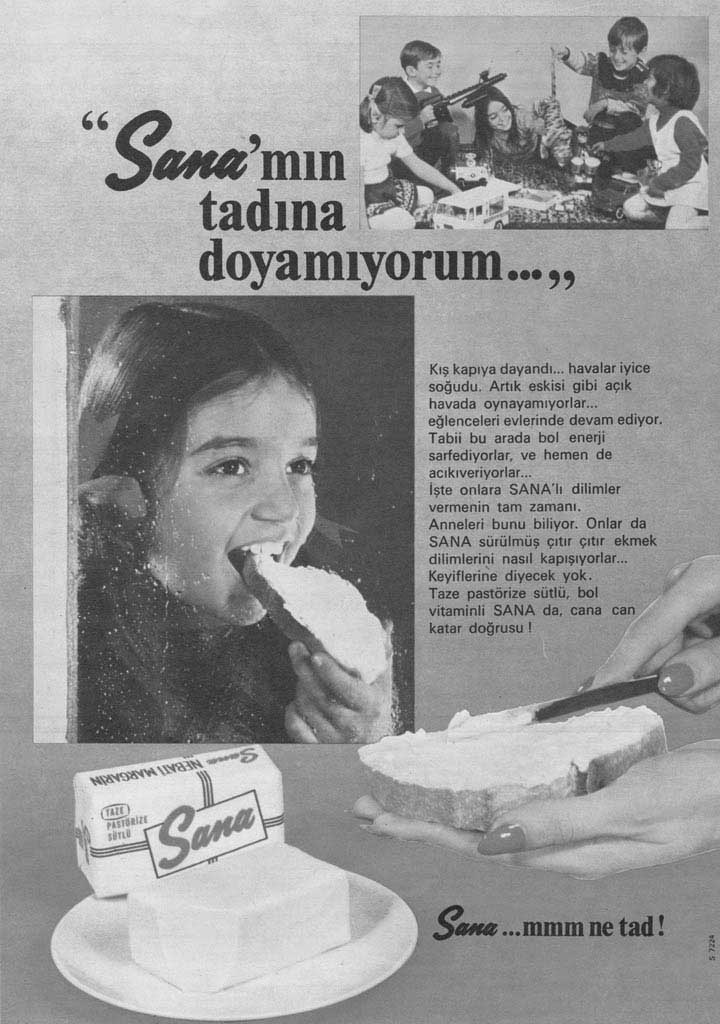 “Sana’mın
tadına
doyamıyorum...„
Kış kapıya dayandı... havalar iyice
soğudu. Artık eskisi gibi açık
havada oynayamıyorlar...
eğlenceleri evlerinde devam ediyor.
Tabii bu arada bol enerji
sarfediyorlar, ve hemen de
acıkıveriyorlar...
İşte onlara SANA'lı dilimler
vermenin tam zamanı.
Anneleri bunu biliyor. Onlar da
SANA sürülmüş çıtır çıtır ekmek
dilimlerini nasıl kapışıyorlar...
Keyiflerine diyecek yok.
Taze pastörize sütlü, bol
vitaminli SANA da, cana can
katar doğrusu !
Sana NEBATİ MARGARİN
TAZE
PASTÖRİZE
SÜTLÜ
Sana
Sana ...mmm ne tad !
S 7224